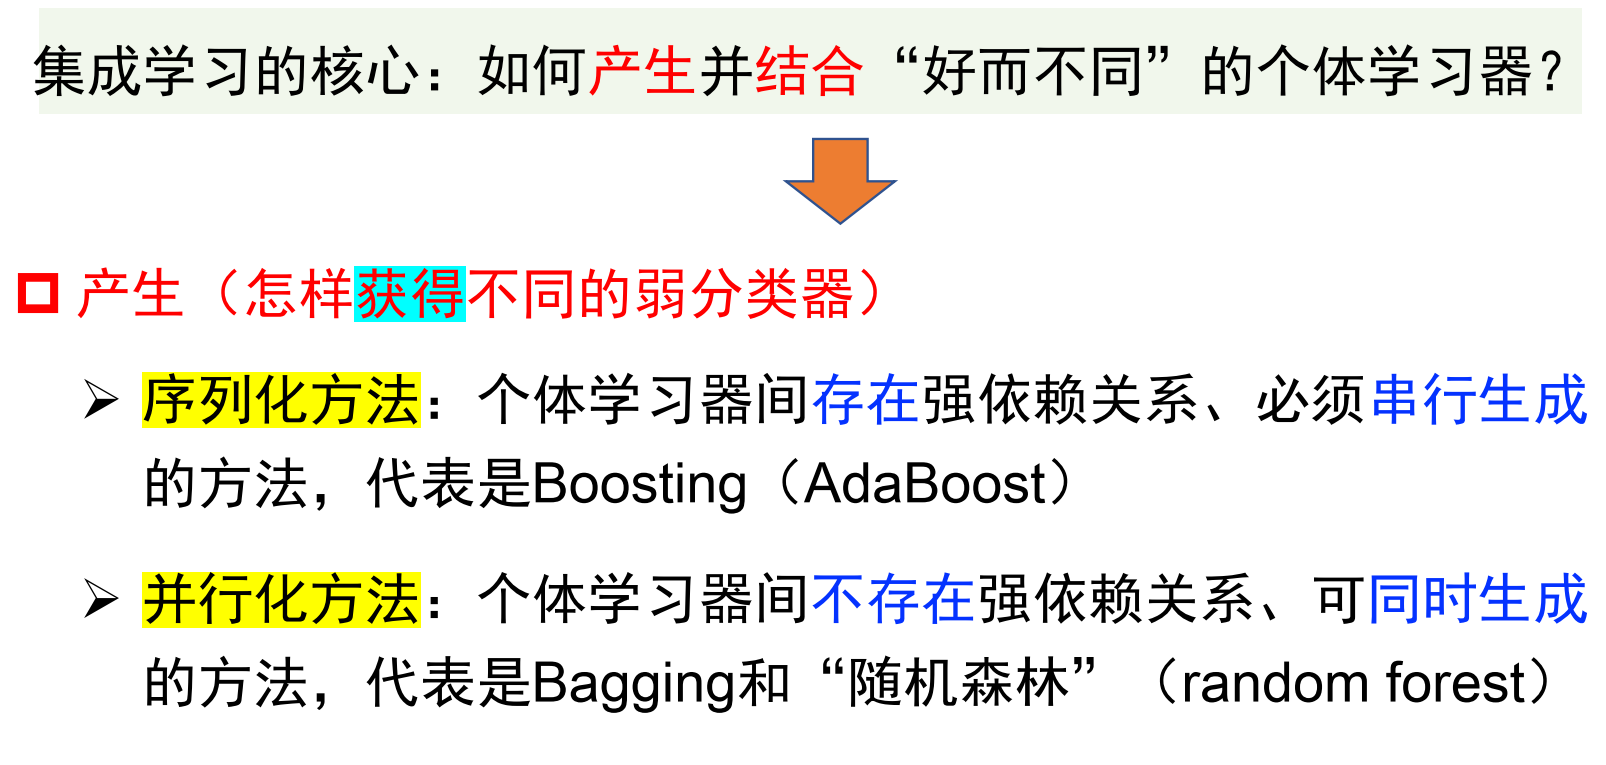 集成学习的核心：如何产生并结合“好而不同”的个体学习器？
产生（怎样获得不同的弱分类器）
序列化方法：个体学习器间存在强依赖关系、必须串行生成
的方法，代表是Boosting（AdaBoost）
并行化方法：个体学习器间不存在强依赖关系、可同时生成
的方法，代表是Bagging和“随机森林”（random forest）